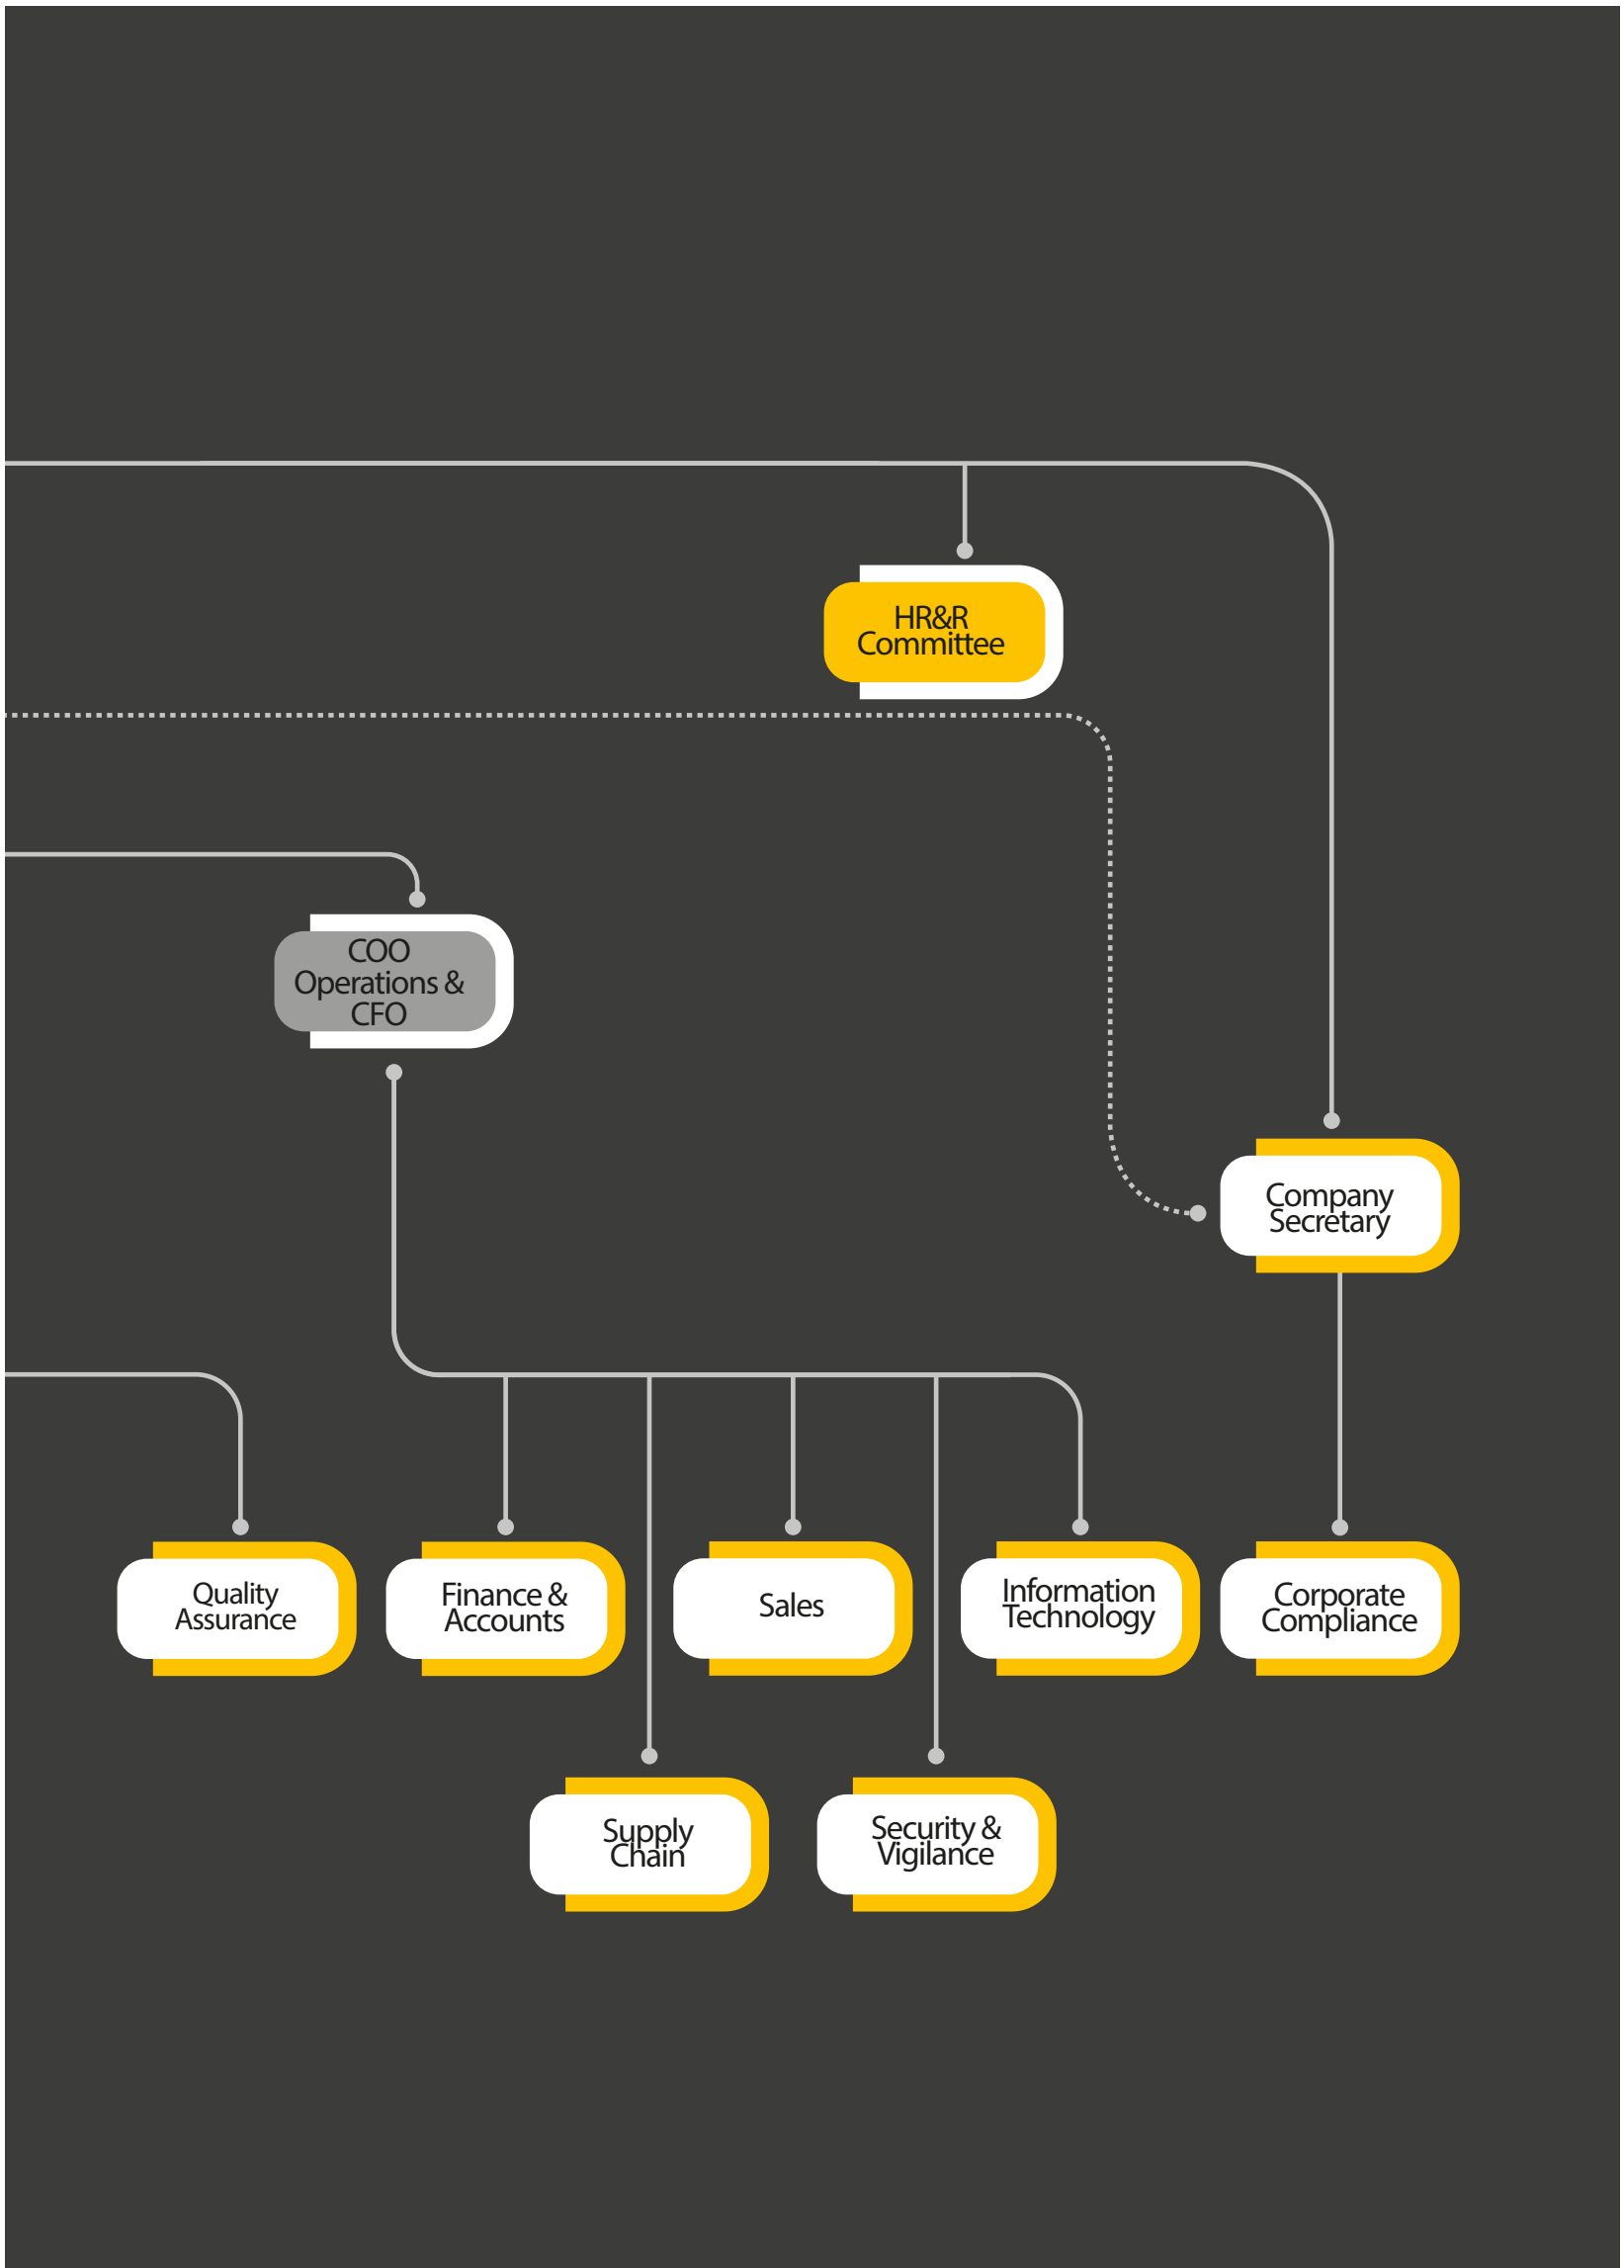 HR&R
Committee
COO
Operations &
CFO
Company
Secretary
Quality
Assurance
Finance &
Accounts
Sales
Information
Technology
Corporate
Compliance
Supply
Chain
Security &
Vigilance